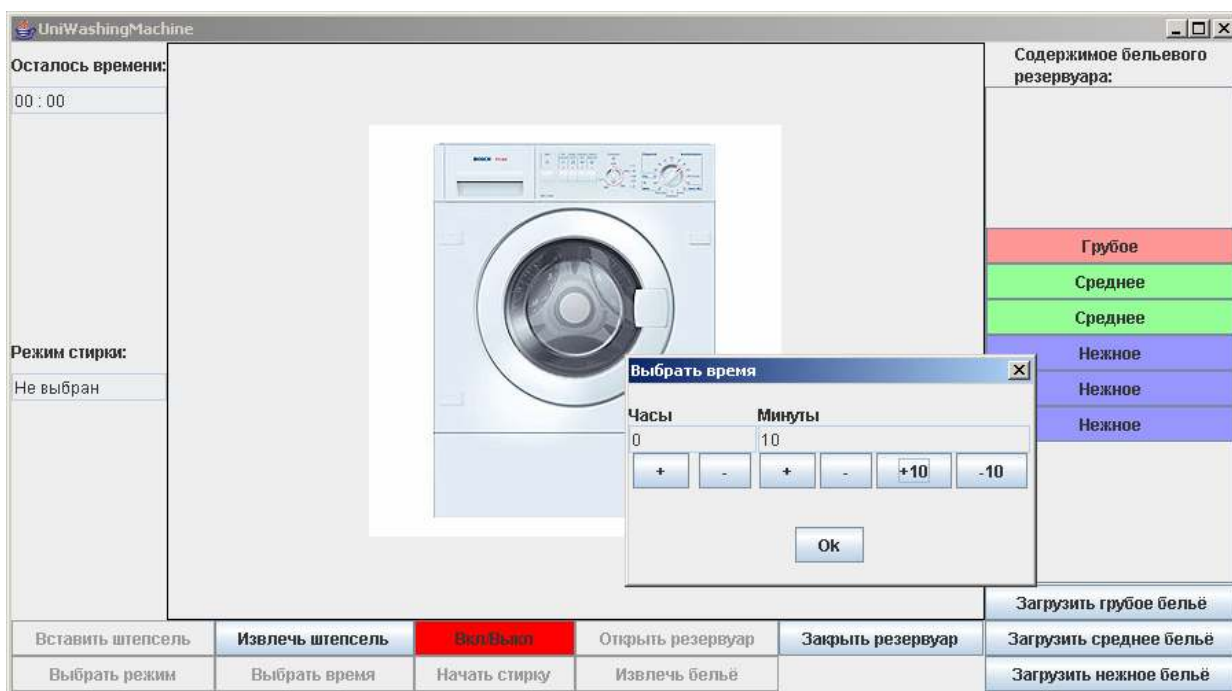 UniWashingMachine
Осталось времени:
00 : 00
Режим стирки:
Не выбран
BOSCH
Содержимое бельевого
резервуара:
Грубое
Среднее
Среднее
Нежное
Нежное
Нежное
Выбрать время
Часы Минуты
0 10
+ - + - +10 -10
Ok
Загрузить грубое бельё
Вставить штепсель Извлечь штепсель Вкл/Выкл Открыть резервуар Закрыть резервуар Загрузить среднее бельё
Выбрать режим Выбрать время Начать стирку Извлечь бельё Загрузить нежное бельё